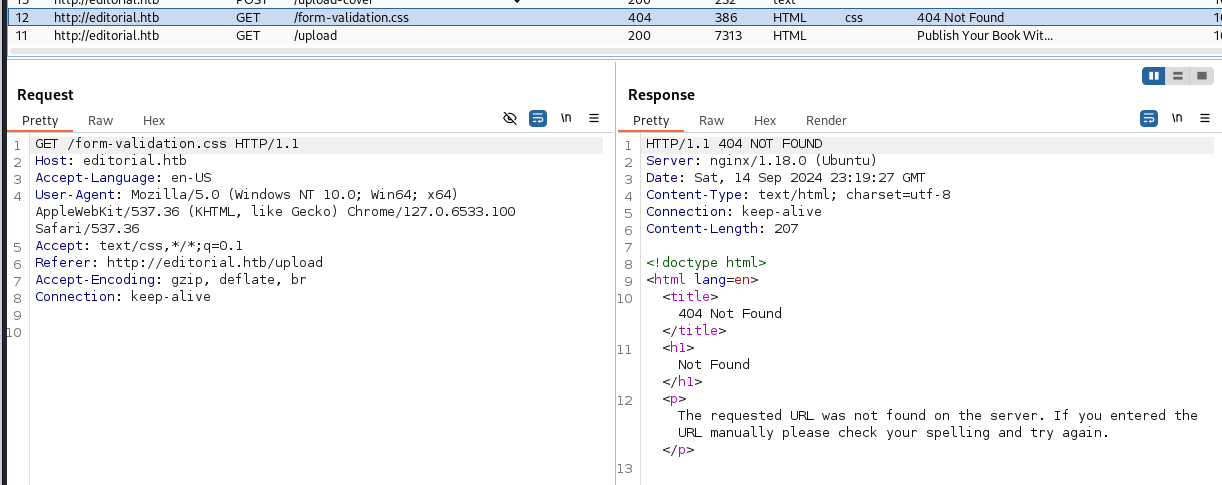 http://editorial.htb POST /upload-cover 200 232 text
12 http://editorial.htb GET /form-validation.css 404 386 HTML css 404 Not Found
11 http://editorial.htb GET /upload 200 7313 HTML Publish Your Book Wit...
Request
Pretty Raw Hex \n
1 GET /form-validation.css HTTP/1.1
2 Host: editorial.htb
3 Accept-Language: en-US
4 User-Agent: Mozilla/5.0 (Windows NT 10.0; Win64; x64)
AppleWebKit/537.36 (KHTML, like Gecko) Chrome/127.0.6533.100
Safari/537.36
5 Accept: text/css,*/*;q=0.1
6 Referer: http://editorial.htb/upload
7 Accept-Encoding: gzip, deflate, br
8 Connection: keep-alive
9
10
Response
Pretty Raw Hex Render \n
1 HTTP/1.1 404 NOT FOUND
2 Server: nginx/1.18.0 (Ubuntu)
3 Date: Sat, 14 Sep 2024 23:19:27 GMT
4 Content-Type: text/html; charset=utf-8
5 Connection: keep-alive
6 Content-Length: 207
7
8 <!doctype html>
9 <html lang=en>
10 <title>
404 Not Found
</title>
11 <h1>
Not Found
</h1>
12 <p>
The requested URL was not found on the server. If you entered the
URL manually please check your spelling and try again.
</p>
13